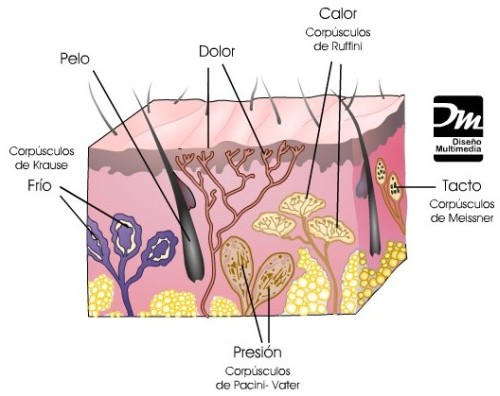 Calor
Corpúsculos
de Ruffini
Dolor
Pelo
Dm
Diseño
Multimedia
Corpúsculos
de Krause
Frío
Tacto
Corpúsculos
de Meissner
Presión
Corpúsculos
de Pacini- Vater